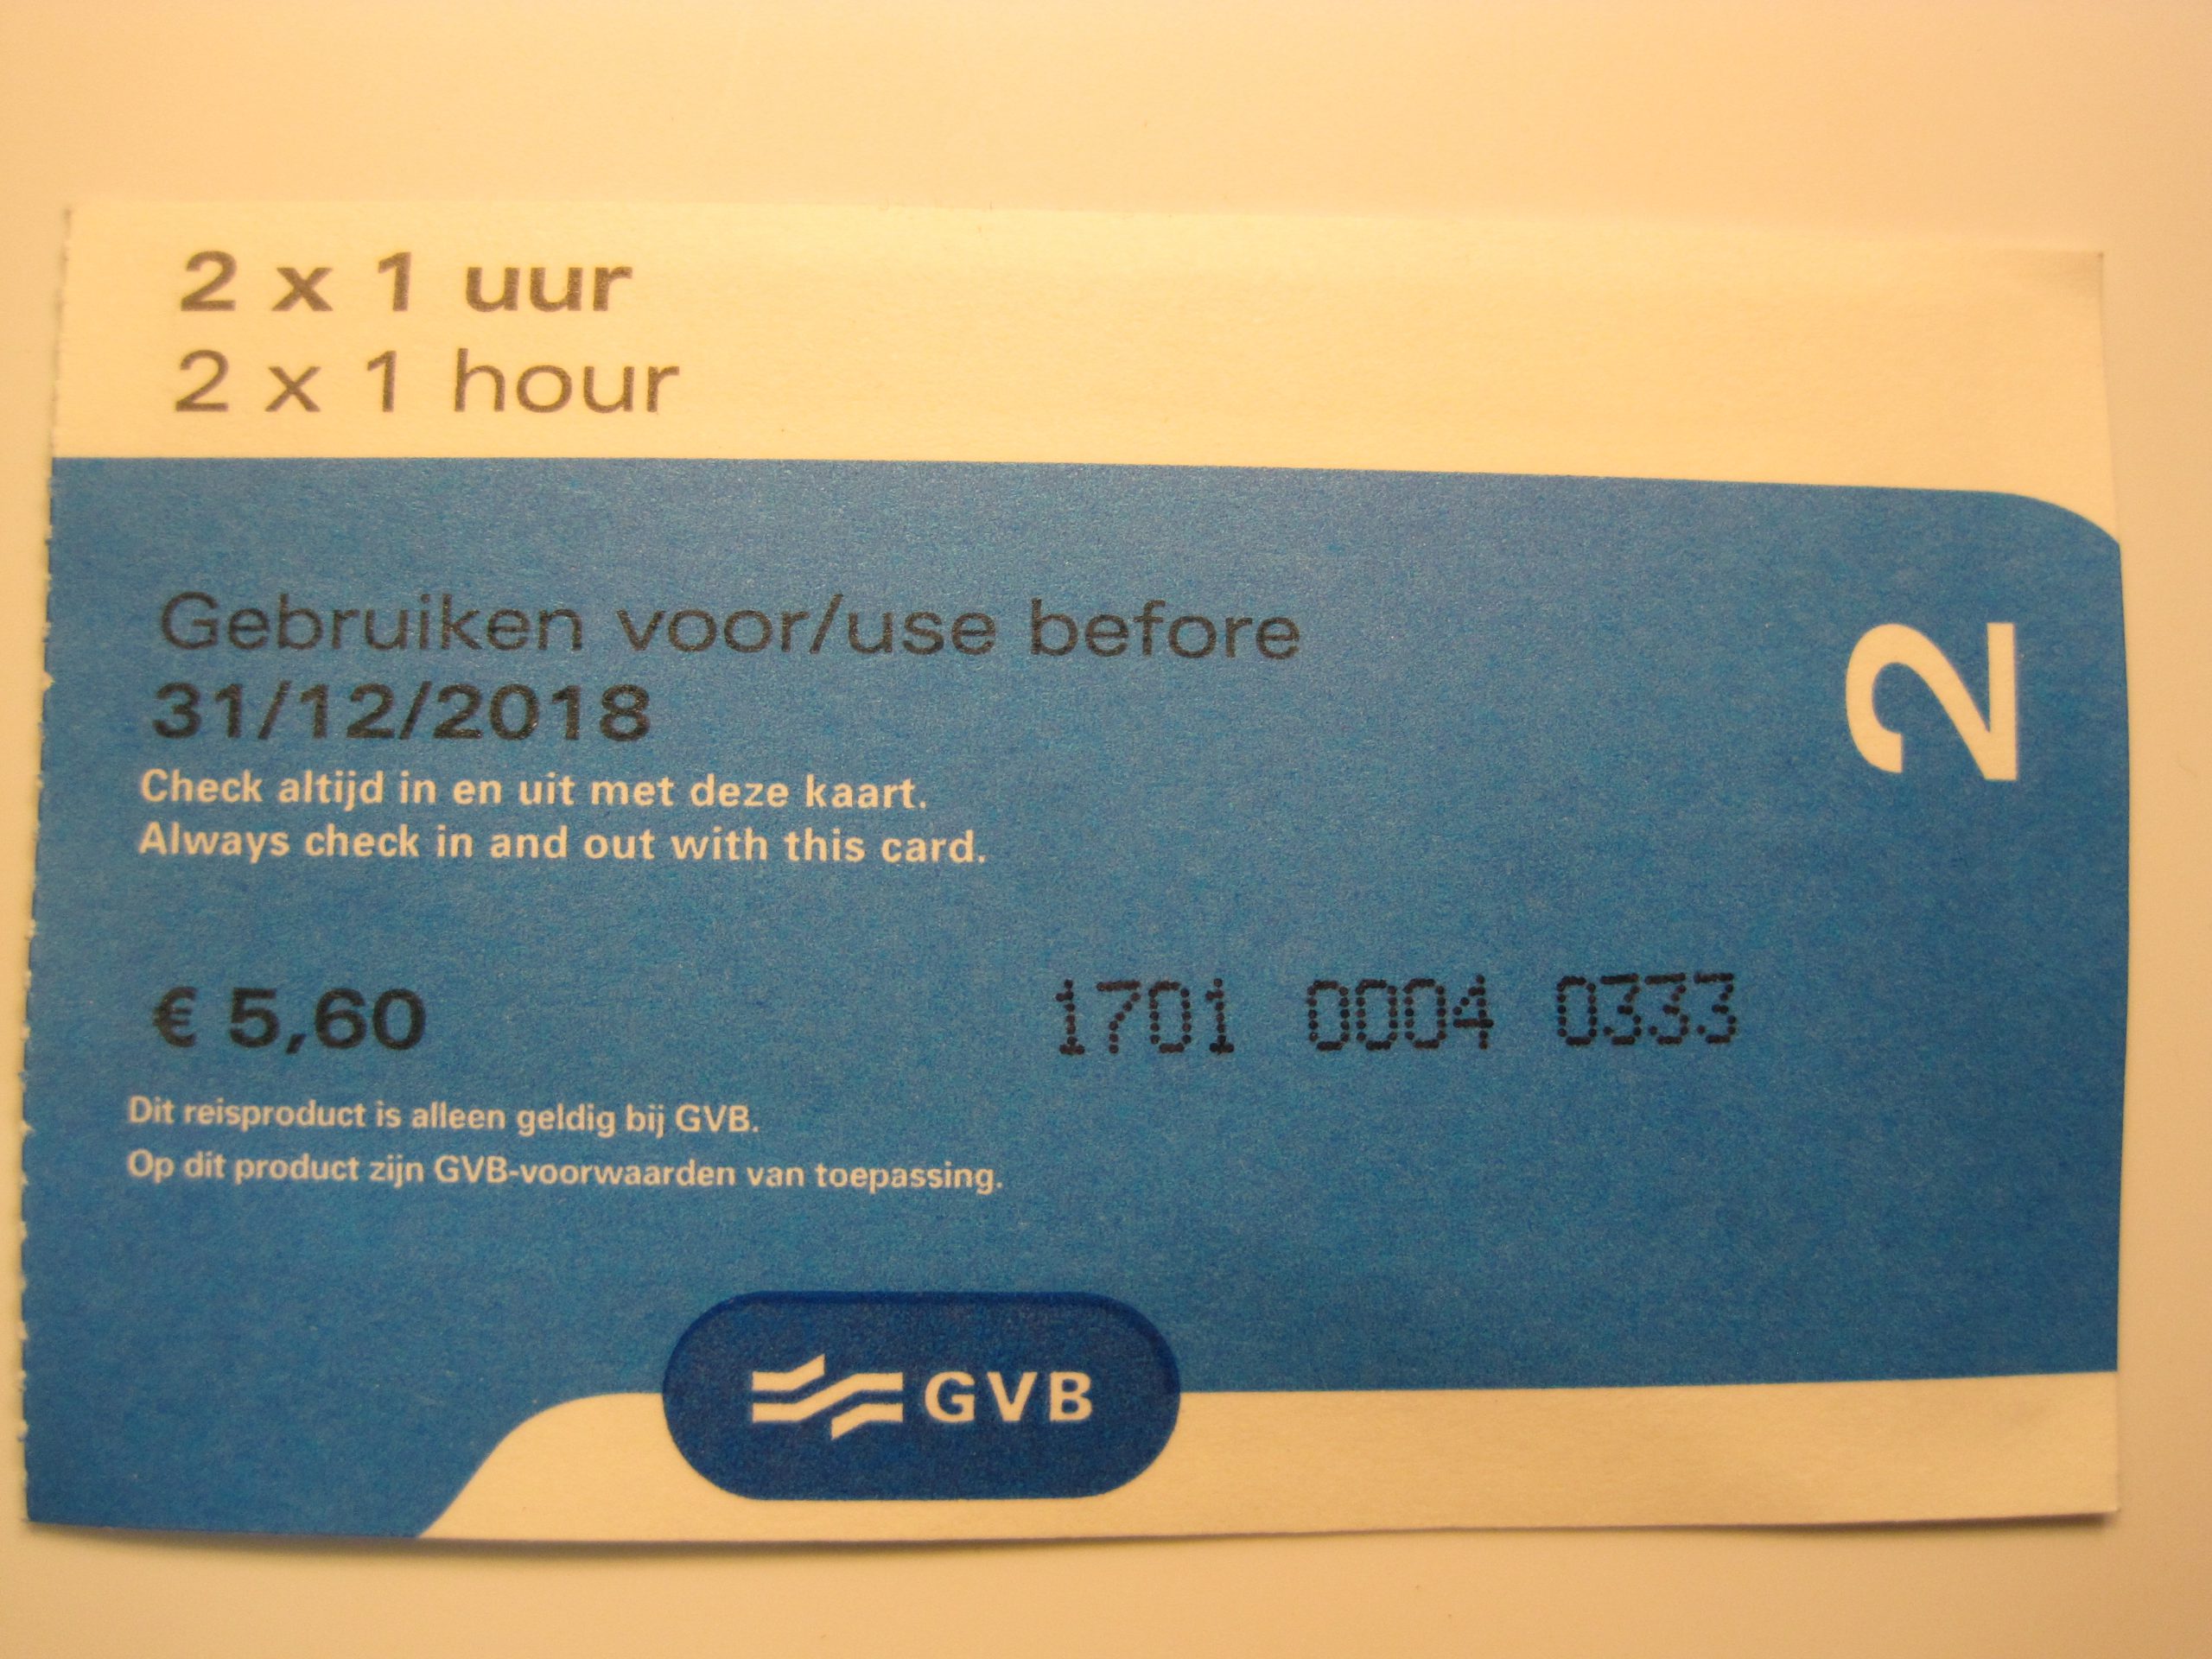 2 x 1 uur
2 x 1 hour
Gebruiken voor/use before
31/12/2018
Check altijd in en uit met deze kaart.
Always check in and out with this card.
2
€ 5,60
1701 0004 0333
Dit reisproduct is alleen geldig bij GVB.
Op dit product zijn GVB-voorwaarden van toepassing.
GVB